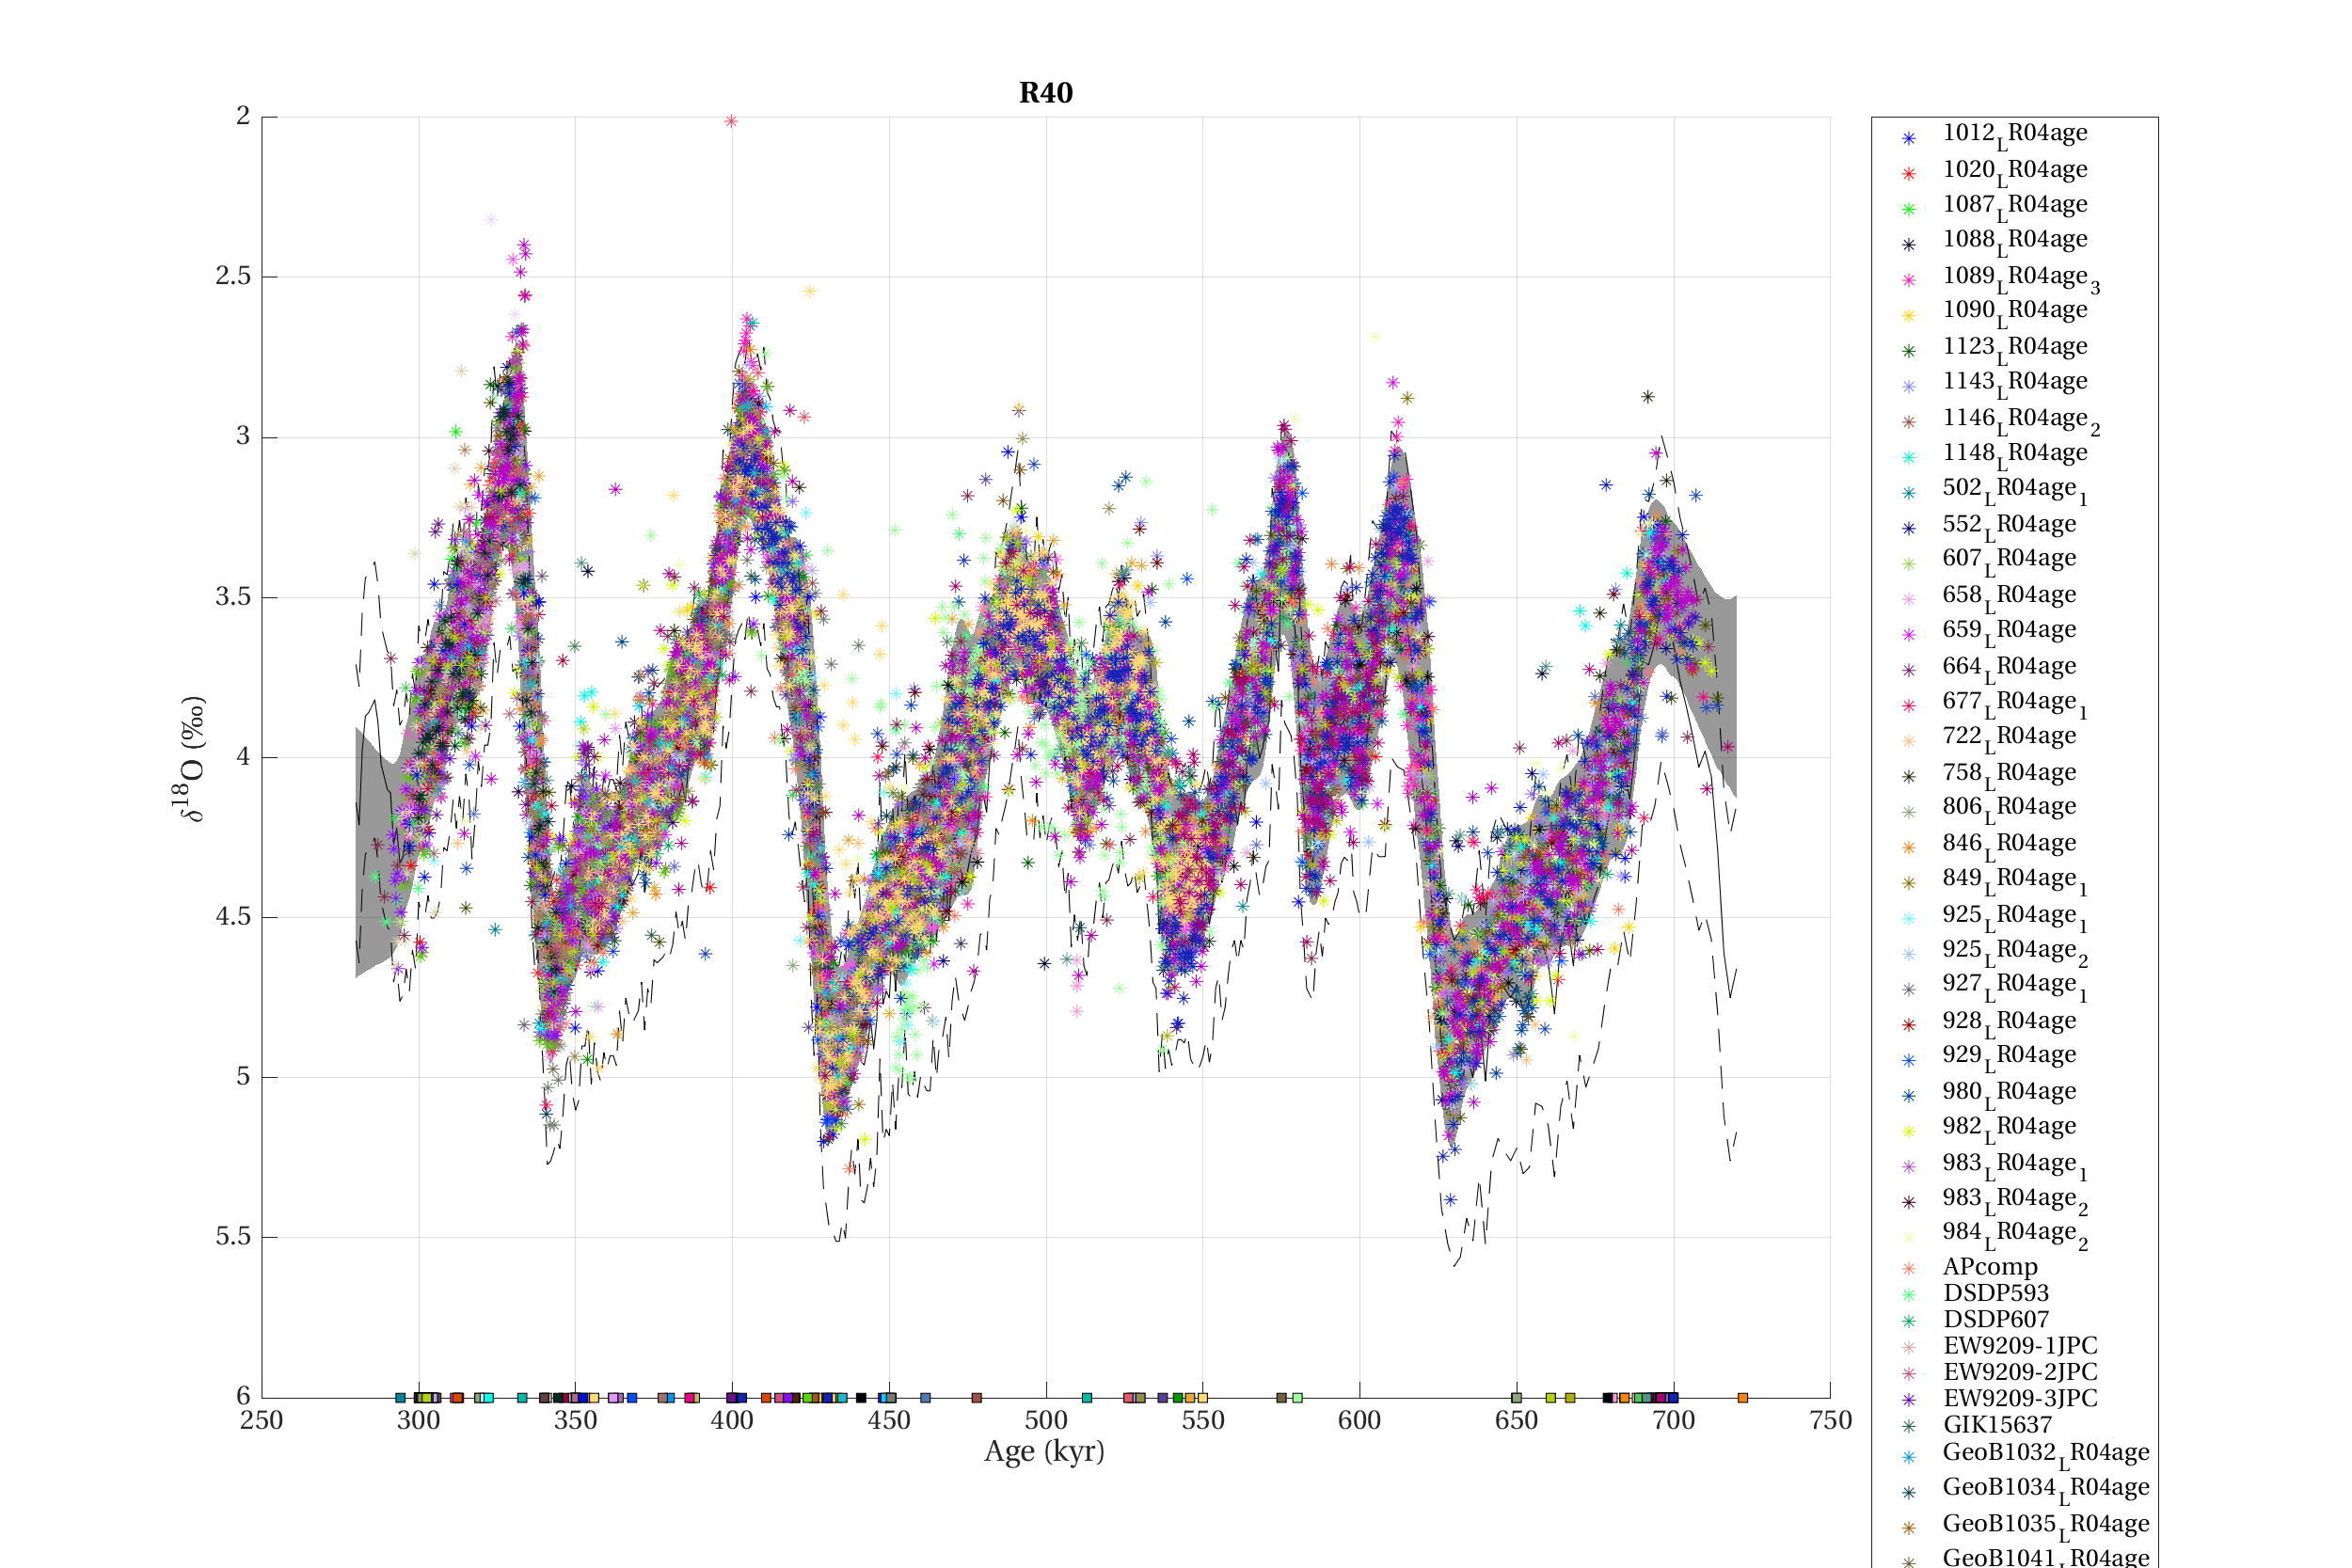 R40
2
2.5
3
3.5
4
4.5
5
5.5
6
δ18O (‰)
250 300 350 400 450 500 550 600 650 700 750
Age (kyr)
1012LR04age
1020LR04age
1087LR04age
1088LR04age
1089LR04age3
1090LR04age
1123LR04age
1143LR04age
1146LR04age2
1148LR04age
502LR04age1
552LR04age
607LR04age
658LR04age
659LR04age
664LR04age
677LR04age1
722LR04age
758LR04age
806LR04age
846LR04age
849LR04age1
925LR04age1
925LR04age2
927LR04age1
928LR04age
929LR04age
980LR04age
982LR04age
983LR04age1
983LR04age2
984LR04age2
APcomp
DSDP593
DSDP607
EW9209-1JPC
EW9209-2JPC
EW9209-3JPC
GIK15637
GeoB1032LR04age
GeoB1034LR04age
GeoB1035LR04age
GeoB1041LR04age